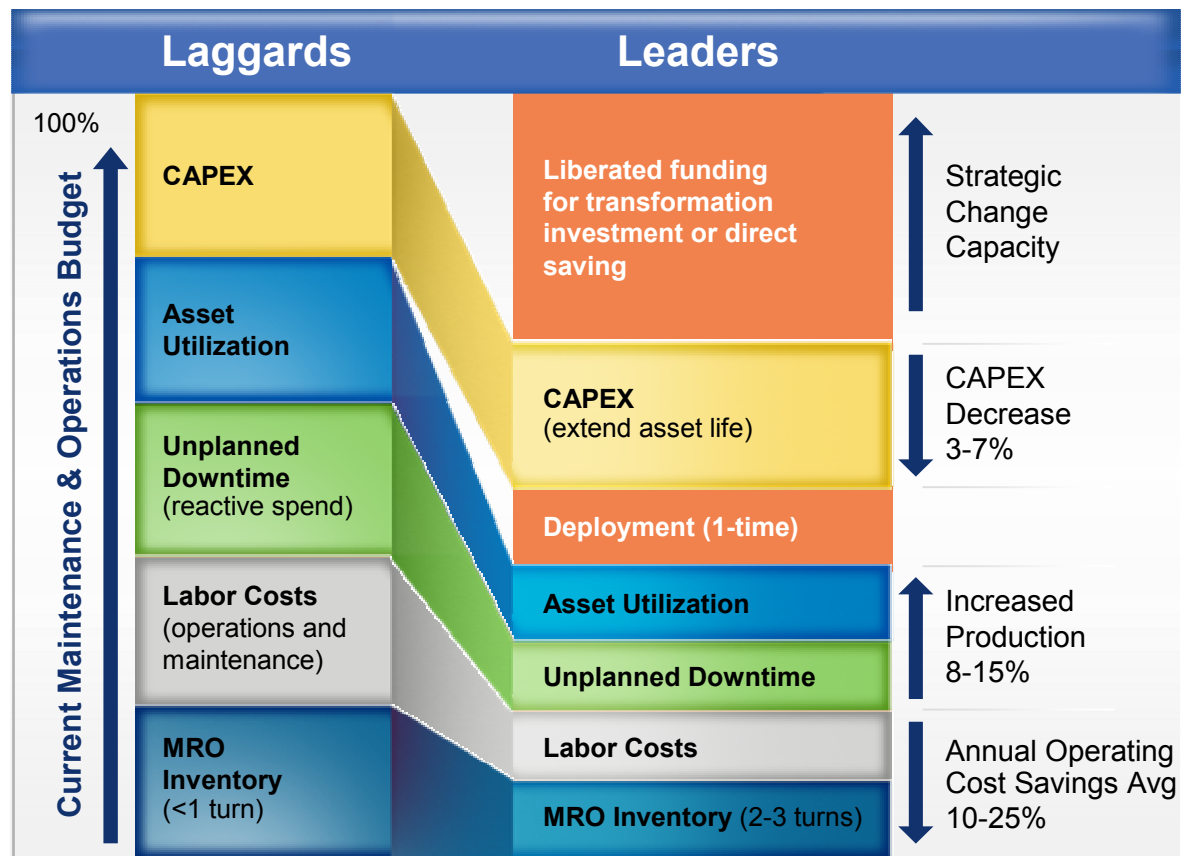 Laggards
Leaders
100%
Current Maintenance & Operations Budget
CAPEX
Asset
Utilization
Unplanned
Downtime
(reactive spend)
Labor Costs
(operations and
maintenance)
MRO
Inventory
(<1 turn)
Liberated funding
for transformation
investment or direct
saving
CAPEX
(extend asset life)
Deployment (1-time)
Asset Utilization
Unplanned Downtime
Labor Costs
MRO Inventory (2-3 turns)
Strategic
Change
Capacity
CAPEX
Decrease
3-7%
Increased
Production
8-15%
Annual Operating
Cost Savings Avg
10-25%